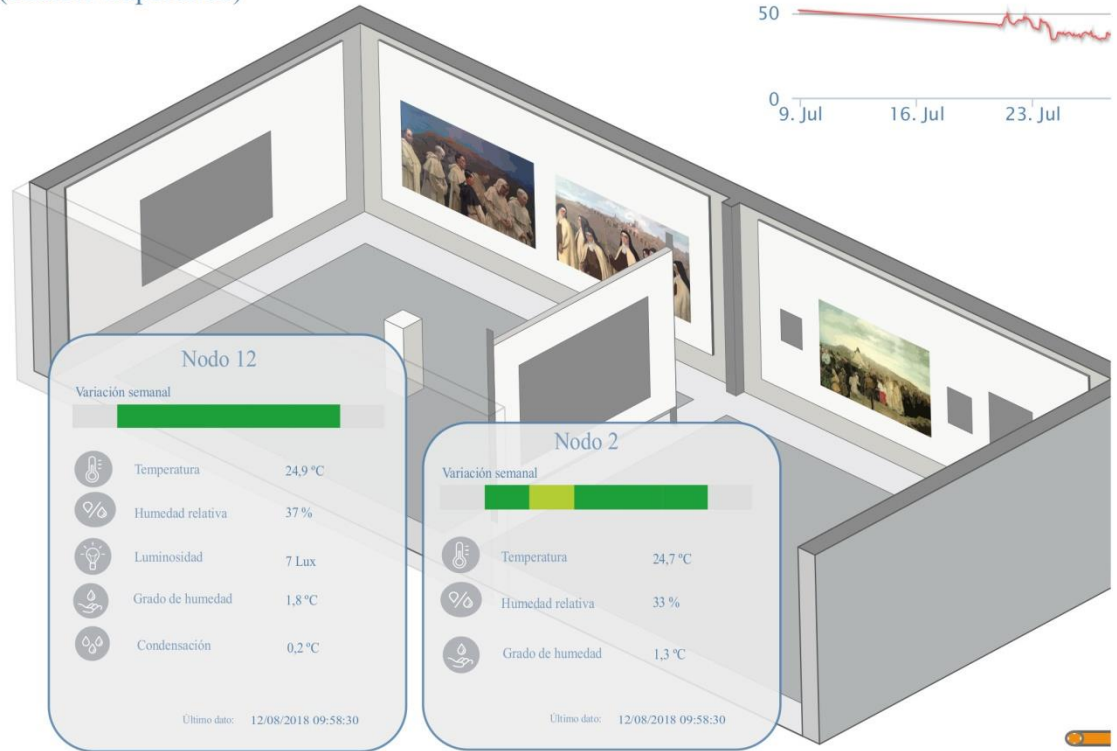 50
0
9. Jul 16. Jul 23. Jul
Nodo 12
Variación semanal
Temperatura 24,9 ºC
Humedad relativa 37 %
Luminosidad 7 Lux
Grado de humedad 1,8 ºC
Condensación 0,2 ºC
Último dato: 12/08/2018 09:58:30
Nodo 2
Variación semanal
Temperatura 24,7 ºC
Humedad relativa 33 %
Grado de humedad 1,3 ºC
Último dato: 12/08/2018 09:58:30